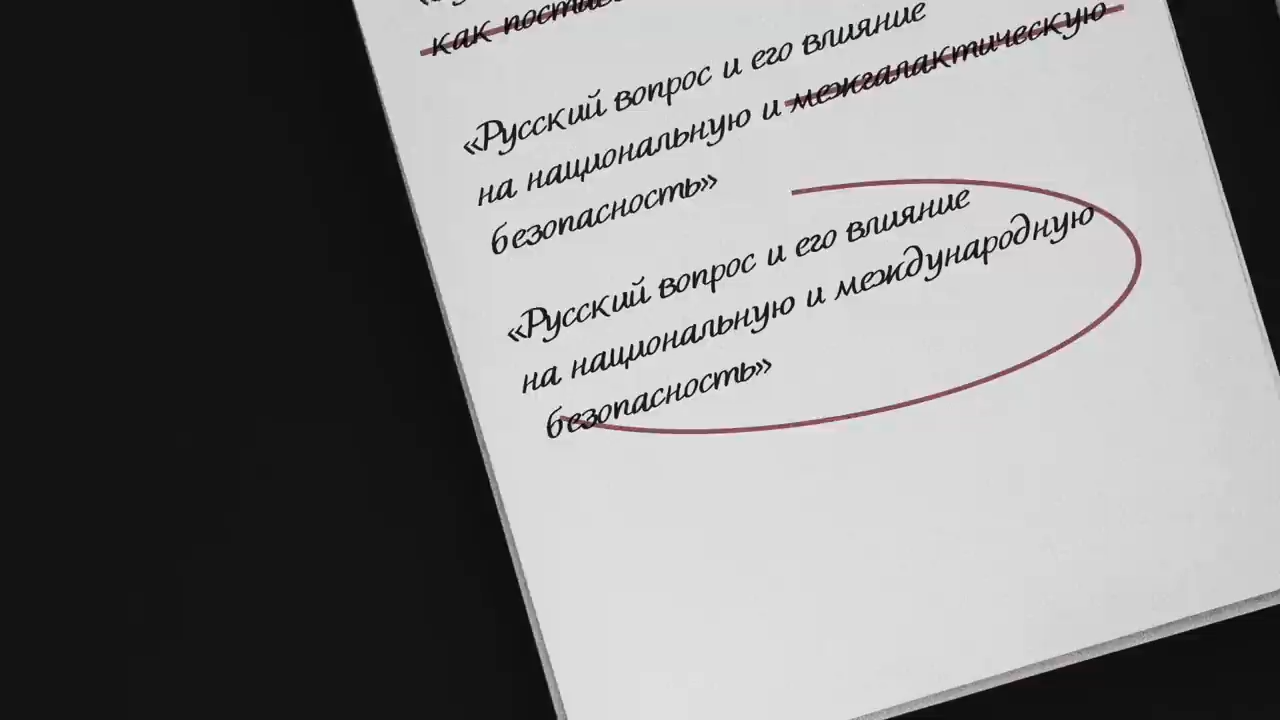 как
«Русский вопрос и его влияние
на национальную и межгалактическую
безопасность»
«Русский вопрос и его влияние
на национальную и международную
безопасность»